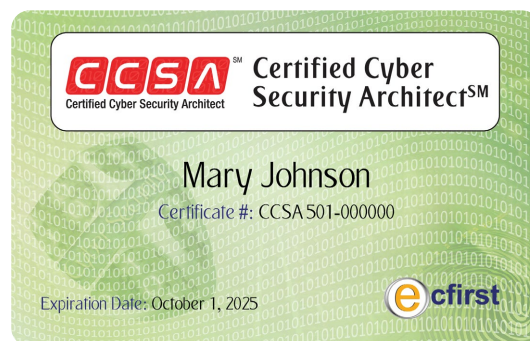 CCSA SM
Certified Cyber Security Architect
Certified Cyber
Security Architect SM
Mary Johnson
Certificate #: CCSA 501-000000
Expiration Date: October 1, 2025
ecfirst